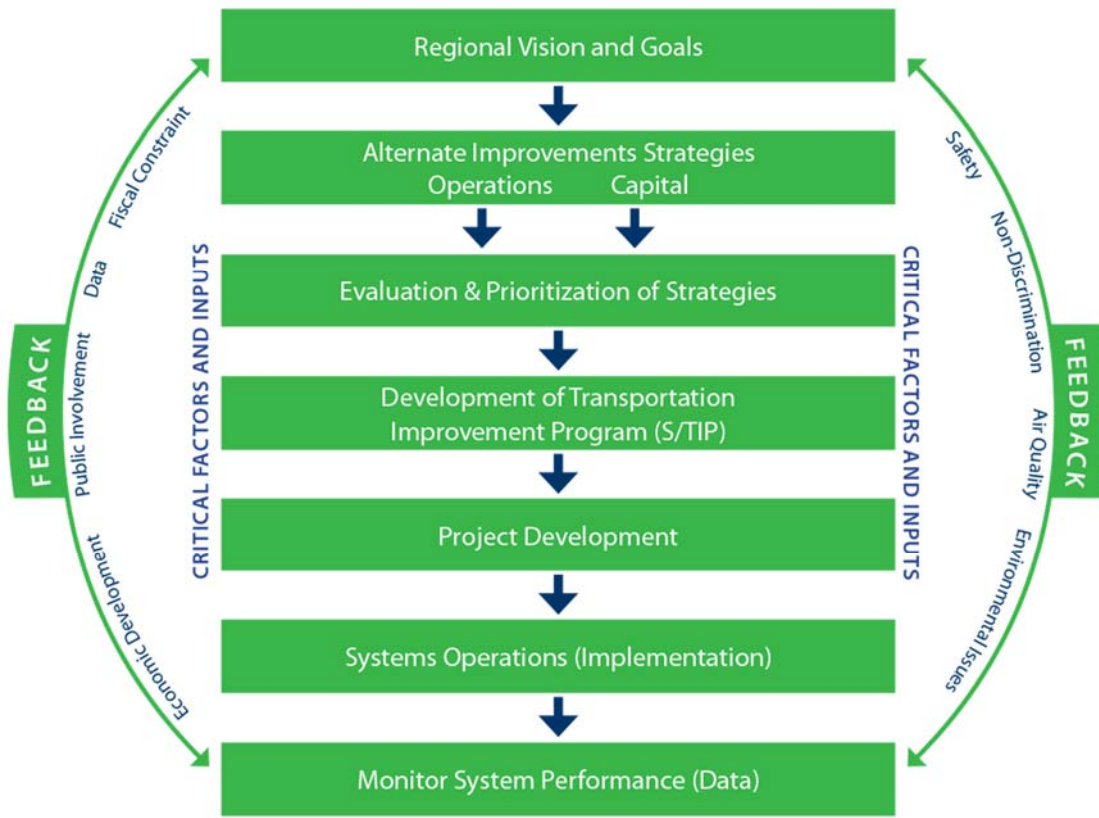 Regional Vision and Goals
Alternate Improvements Strategies
Operations Capital
Evaluation & Prioritization of Strategies
Development of Transportation
Improvement Program (S/TIP)
Project Development
Systems Operations (Implementation)
Monitor System Performance (Data)
FEEDBACK
Fiscal Constraint
Data
Public Involvement
Economic Development
CRITICAL FACTORS AND INPUTS
CRITICAL FACTORS AND INPUTS
Safety
Non-Discrimination
Air Quality
Environmental Issues
FEEDBACK